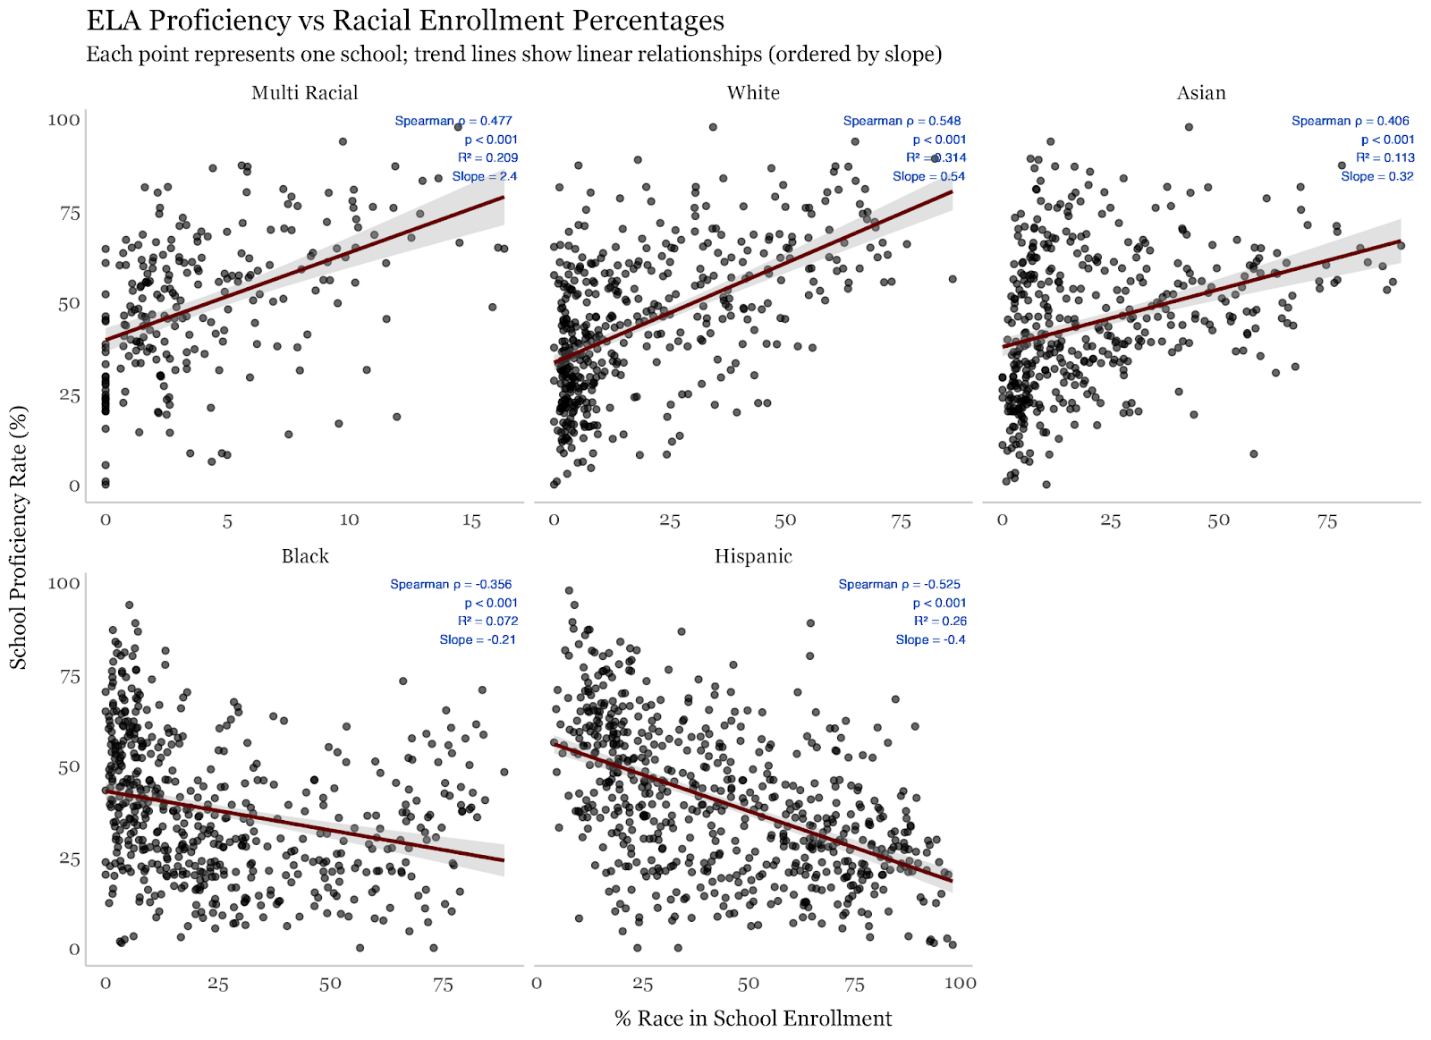 ELA Proficiency vs Racial Enrollment Percentages
Each point represents one school; trend lines show linear relationships (ordered by slope)
Multi Racial
White
Asian
Spearman ρ = 0.477
p < 0.001
R² = 0.209
Slope = 2.4
Spearman ρ = 0.548
p < 0.001
R² = 0.314
Slope = 0.54
Spearman ρ = 0.406
p < 0.001
R² = 0.113
Slope = 0.32
100
75
50
25
0
0 5 10 15
0 25 50 75
0 25 50 75
Black
Hispanic
Spearman ρ = -0.356
p < 0.001
R² = 0.072
Slope = -0.21
Spearman ρ = -0.525
p < 0.001
R² = 0.26
Slope = -0.4
100
75
50
25
0
0 25 50 75
0 25 50 75 100
School Proficiency Rate (%)
% Race in School Enrollment